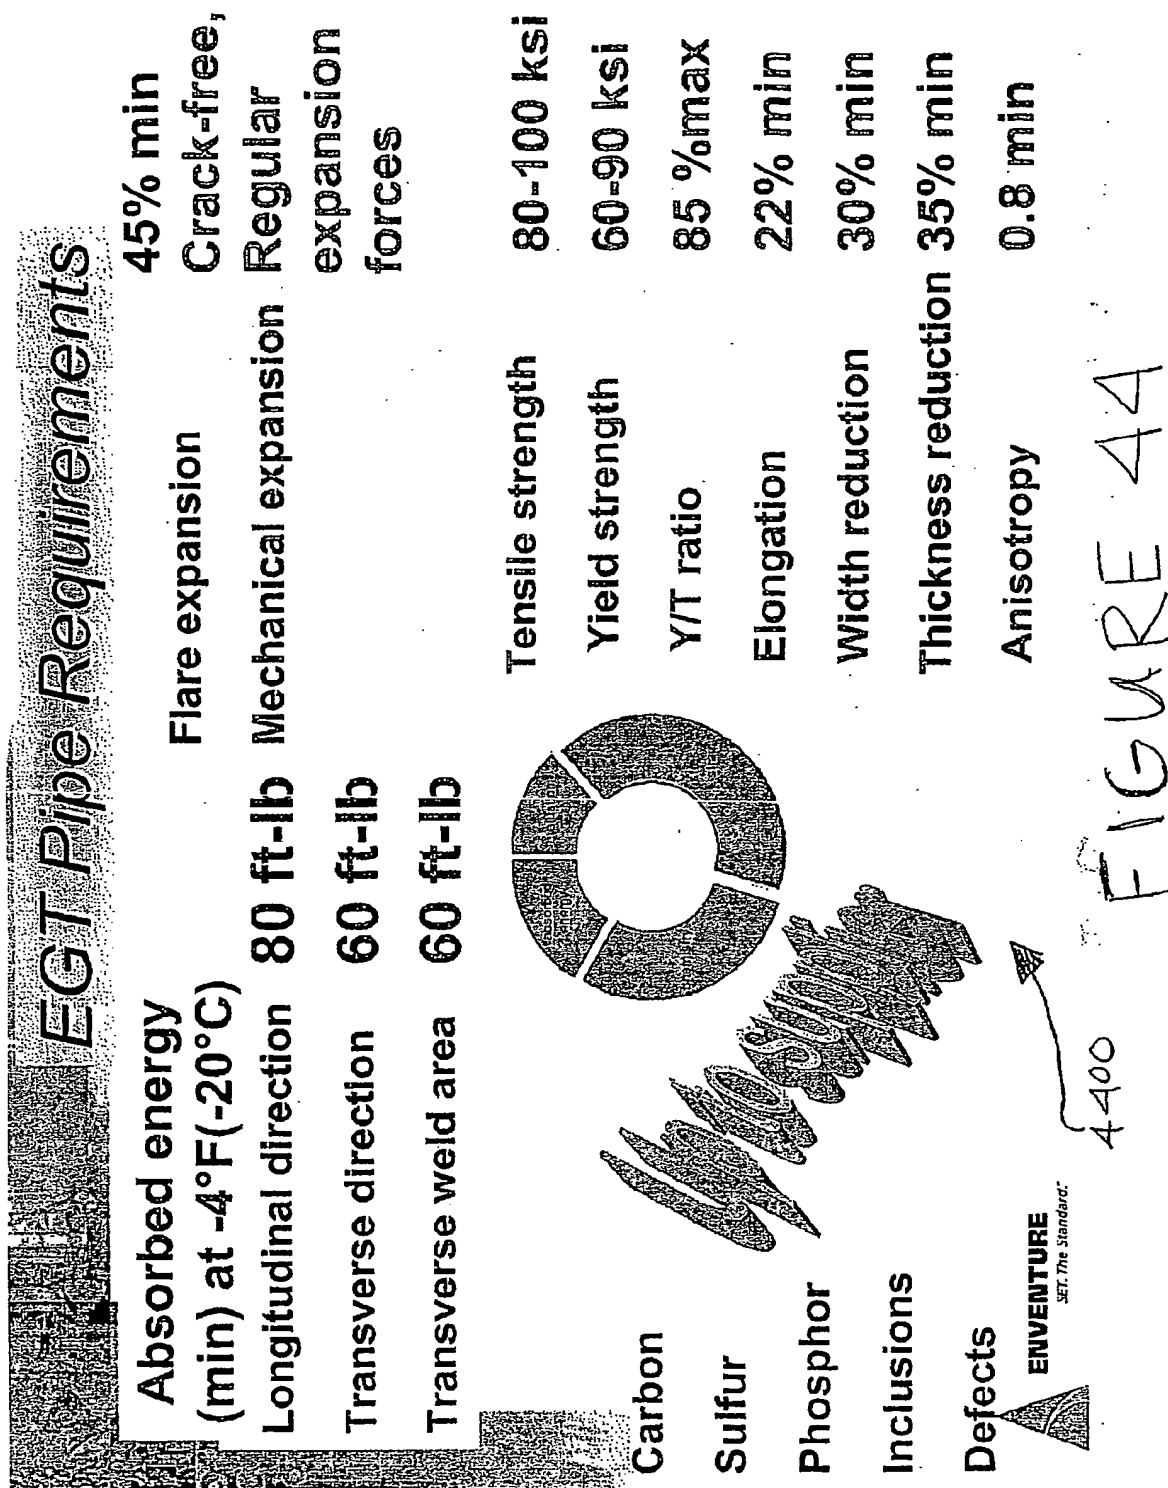 EGT Pipe Requirements
Absorbed energy
(min) at -4°F(-20°C)
Longitudinal direction 80 ft-lb
Transverse direction 60 ft-lb
Transverse weld area 60 ft-lb
Flare expansion 45% min
Mechanical expansion Crack-free,
Regular
expansion
forces
Tensile strength 80-100 ksi
Yield strength 60-90 ksi
Y/T ratio 85 %max
Elongation 22% min
Width reduction 30% min
Thickness reduction 35% min
Anisotropy 0.8 min
Carbon
Sulfur
Phosphor
Inclusions
Defects
ENVENTURE
SET. The Standard.™
4400
FIGURE 44